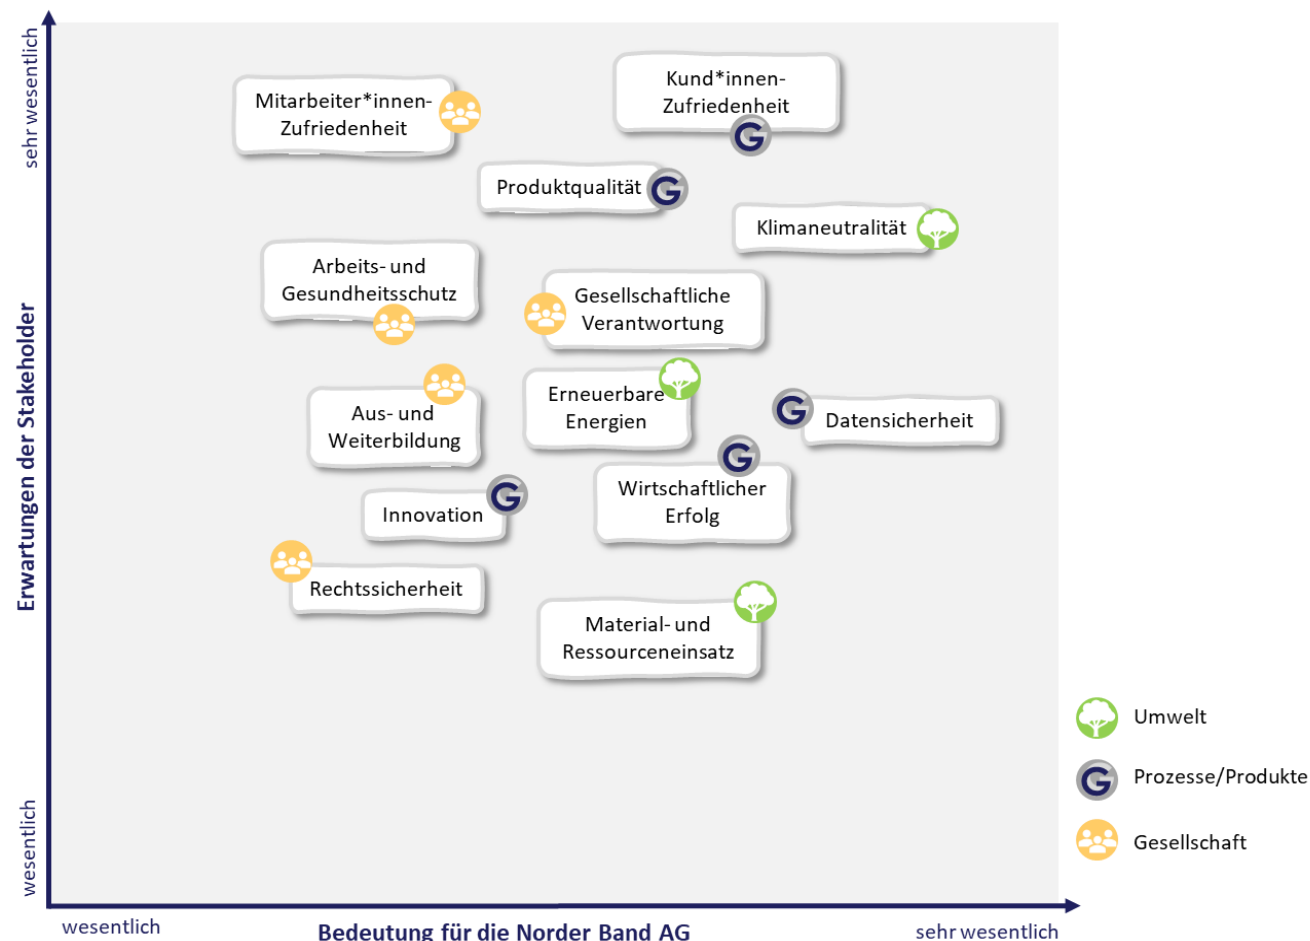 sehr wesentlich
Erwartungen der Stakeholder
wesentlich
Mitarbeiter*innen-
Zufriedenheit
Kund*innen-
Zufriedenheit
G
Produktqualität
G
Klimaneutralität
Arbeits- und
Gesundheitsschutz
Gesellschaftliche
Verantwortung
Aus- und
Weiterbildung
Erneuerbare
Energien
G
Datensicherheit
Innovation
G
G
Wirtschaftlicher
Erfolg
Rechtssicherheit
Material- und
Ressourceneinsatz
Umwelt
G
Prozesse/Produkte
Gesellschaft
wesentlich
Bedeutung für die Norder Band AG
sehr wesentlich